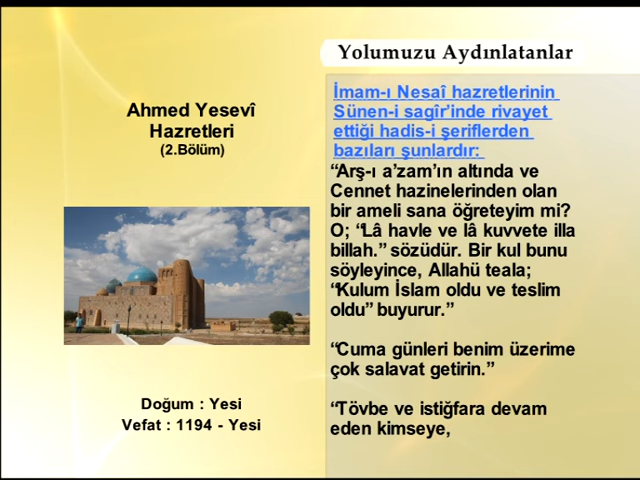 Yolumuzu Aydınlatanlar
Ahmed Yesevî
Hazretleri
(2.Bölüm)
Doğum : Yesi
Vefat : 1194 - Yesi
İmam-ı Nesaî hazretlerinin
Sünen-i sagîr’inde rivayet
ettiği hadis-i şeriflerden
bazıları şunlardır:
“Arş-ı a’zam’ın altında ve
Cennet hazinelerinden olan
bir ameli sana öğreteyim mi?
O; “Lâ havle ve lâ kuvvete illa
billah.” sözüdür. Bir kul bunu
söyleyince, Allahü teala;
“Kulum İslam oldu ve teslim
oldu” buyurur.”
“Cuma günleri benim üzerime
çok salavat getirin.”
“Tövbe ve istiğfara devam
eden kimseye,